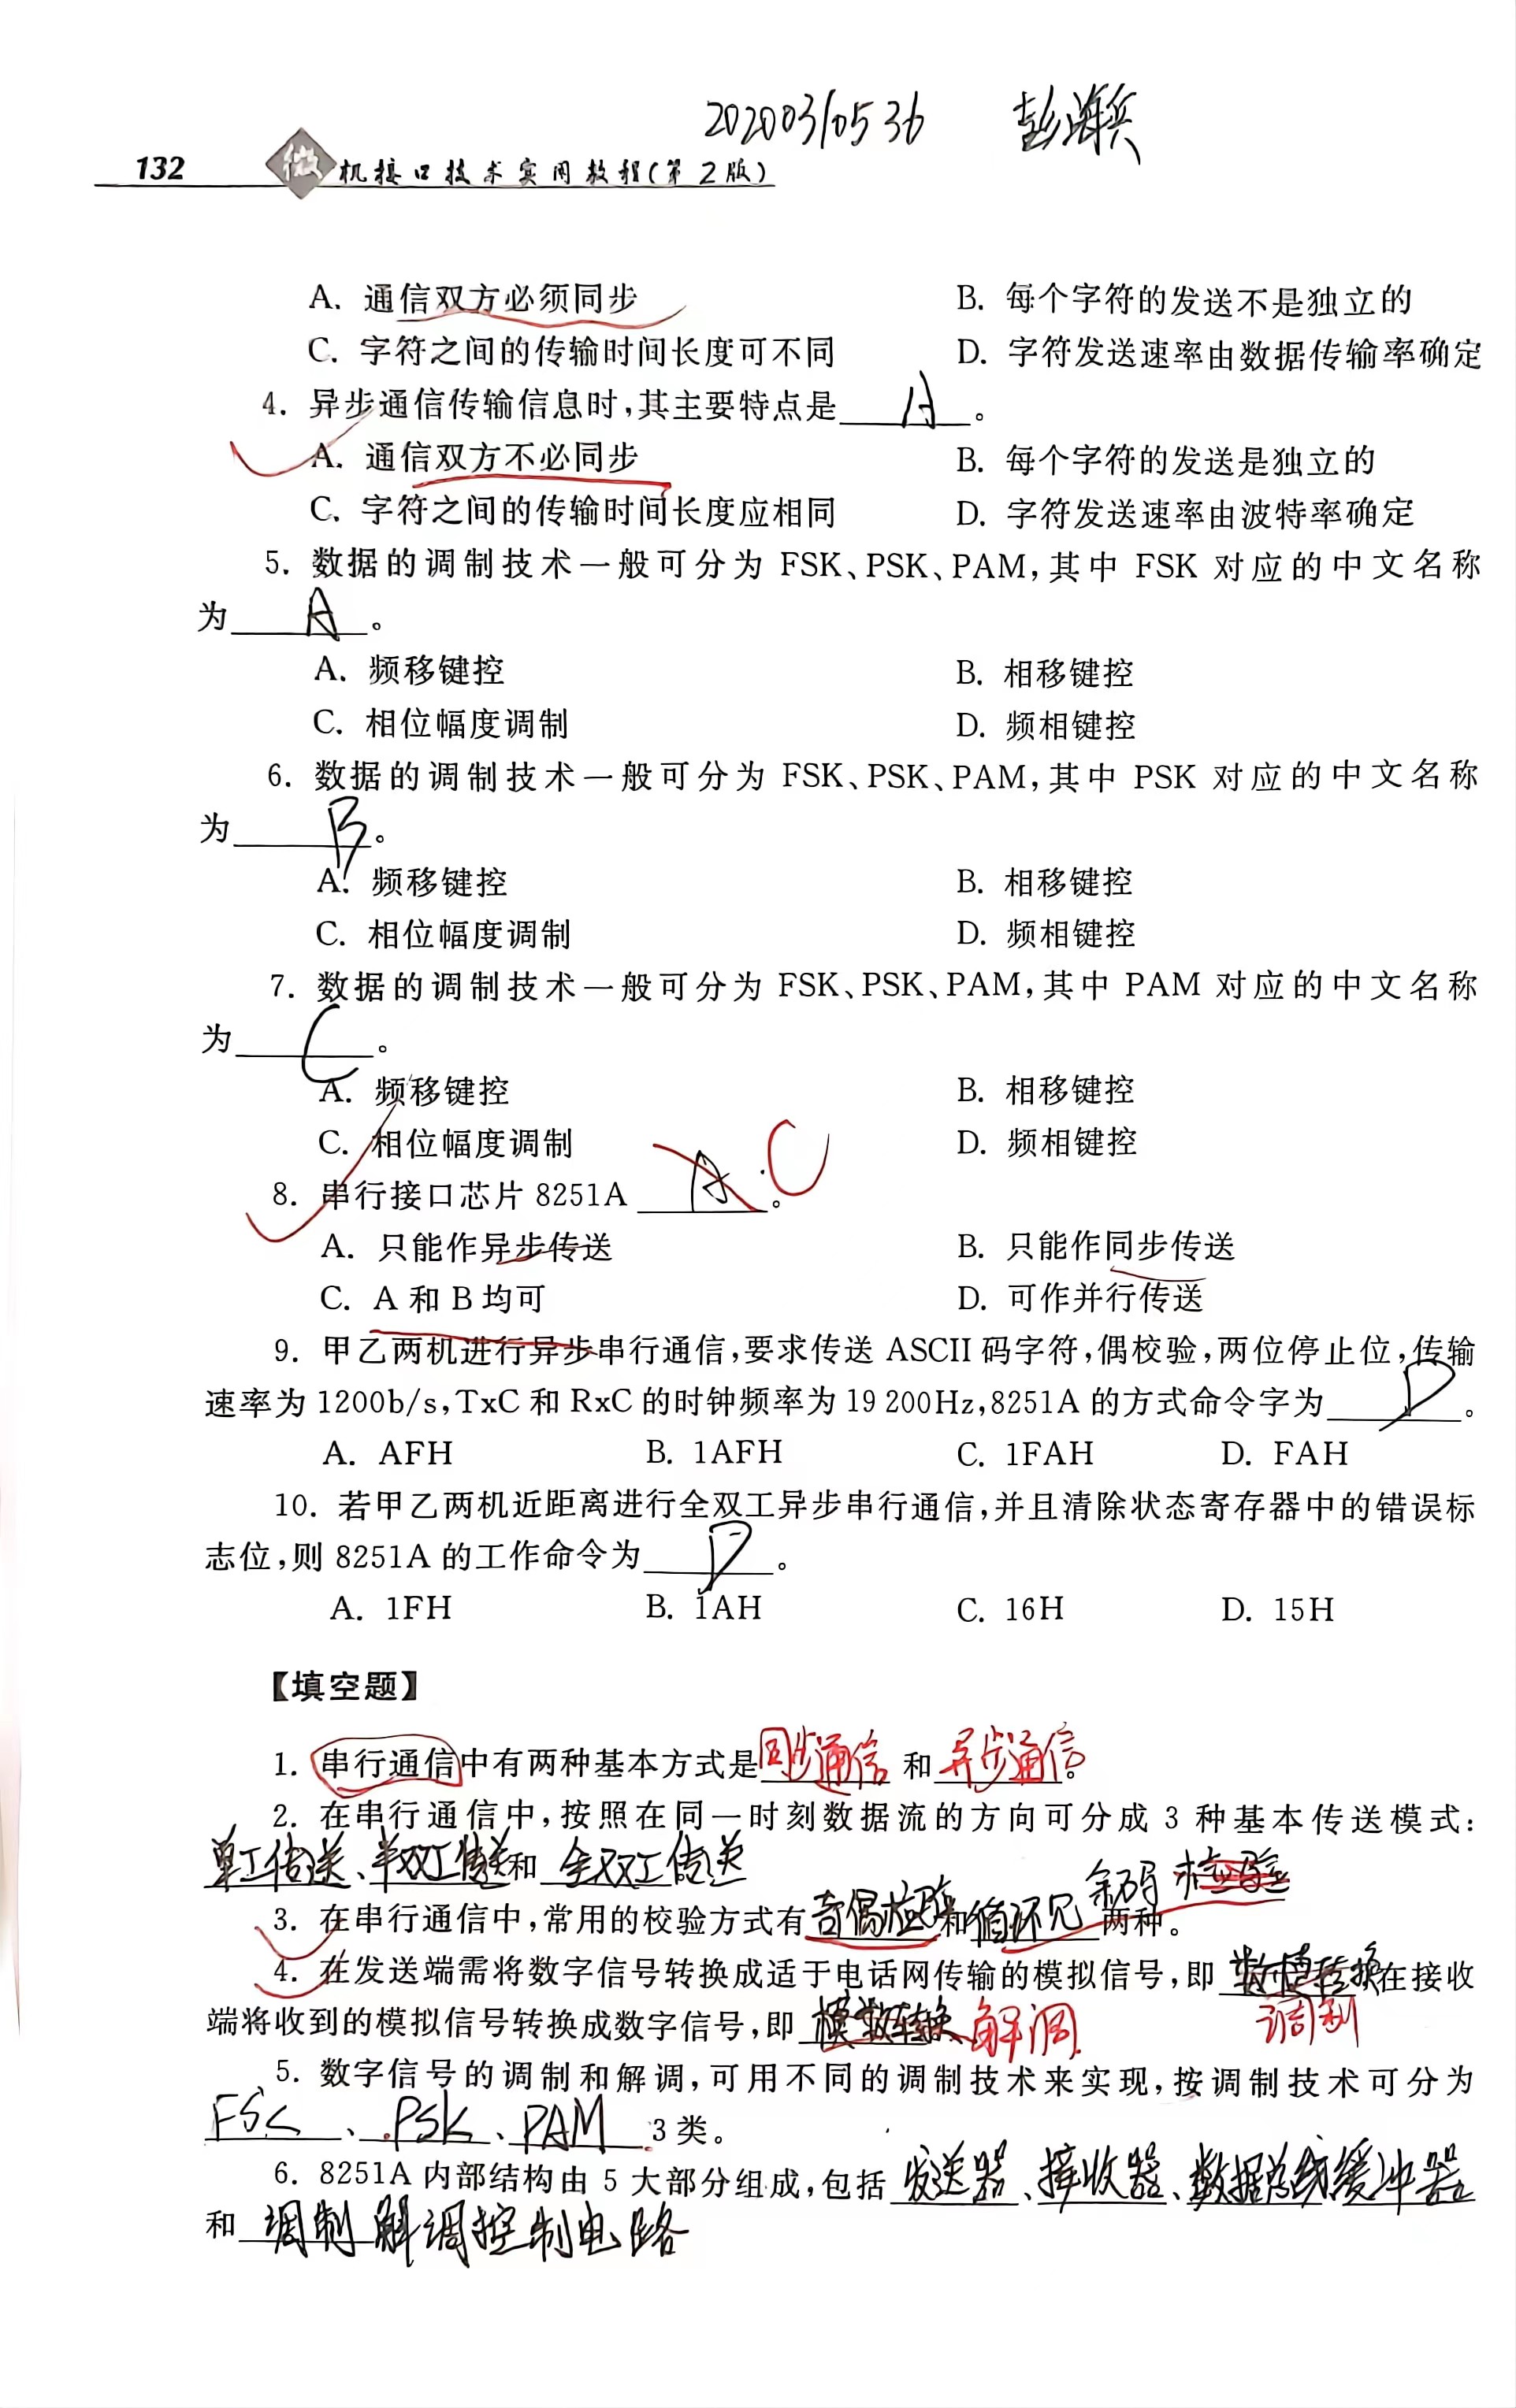 20200310536 彭海兵
132 微机接口技术实用教程(第2版)
A. 通信双方必须同步 B. 每个字符的发送不是独立的
C. 字符之间的传输时间长度可不同 D. 字符发送速率由数据传输率确定
4. 异步通信传输信息时,其主要特点是 A 。
A. 通信双方不必同步 B. 每个字符的发送是独立的
C. 字符之间的传输时间长度应相同 D. 字符发送速率由波特率确定
5. 数据的调制技术一般可分为 FSK、PSK、PAM,其中 FSK 对应的中文名称
为 A 。
A. 频移键控 B. 相移键控
C. 相位幅度调制 D. 频相键控
6. 数据的调制技术一般可分为 FSK、PSK、PAM,其中 PSK 对应的中文名称
为 B 。
A. 频移键控 B. 相移键控
C. 相位幅度调制 D. 频相键控
7. 数据的调制技术一般可分为 FSK、PSK、PAM,其中 PAM 对应的中文名称
为 C 。
A. 频移键控 B. 相移键控
C. 相位幅度调制 D. 频相键控
8. 串行接口芯片 8251A A 。 C
A. 只能作异步传送 B. 只能作同步传送
C. A 和 B 均可 D. 可作并行传送
9. 甲乙两机进行异步串行通信,要求传送 ASCII 码字符,偶校验,两位停止位,传输
速率为 1200b/s,TxC 和 RxC 的时钟频率为 19 200Hz,8251A 的方式命令字为 D 。
A. AFH B. 1AFH C. 1FAH D. FAH
10. 若甲乙两机近距离进行全双工异步串行通信,并且清除状态寄存器中的错误标
志位,则 8251A 的工作命令为 D 。
A. 1FH B. 1AH C. 16H D. 15H
【填空题】
1. 串行通信中有两种基本方式是 同步通信 和 异步通信 。
2. 在串行通信中,按照在同一时刻数据流的方向可分成 3 种基本传送模式:
单工传送、半双工传送和 全双工传送
3. 在串行通信中,常用的校验方式有 奇偶检验 和 循环冗余码 检验 两种。
4. 在发送端需将数字信号转换成适于电话网传输的模拟信号,即 数模转换 在接收 调制
端将收到的模拟信号转换成数字信号,即 模数转换 解调
5. 数字信号的调制和解调,可用不同的调制技术来实现,按调制技术可分为
FSK、PSK、PAM 3 类。
6. 8251A 内部结构由 5 大部分组成,包括 发送器、接收器、数据总线缓冲器
和 调制解调控制电路